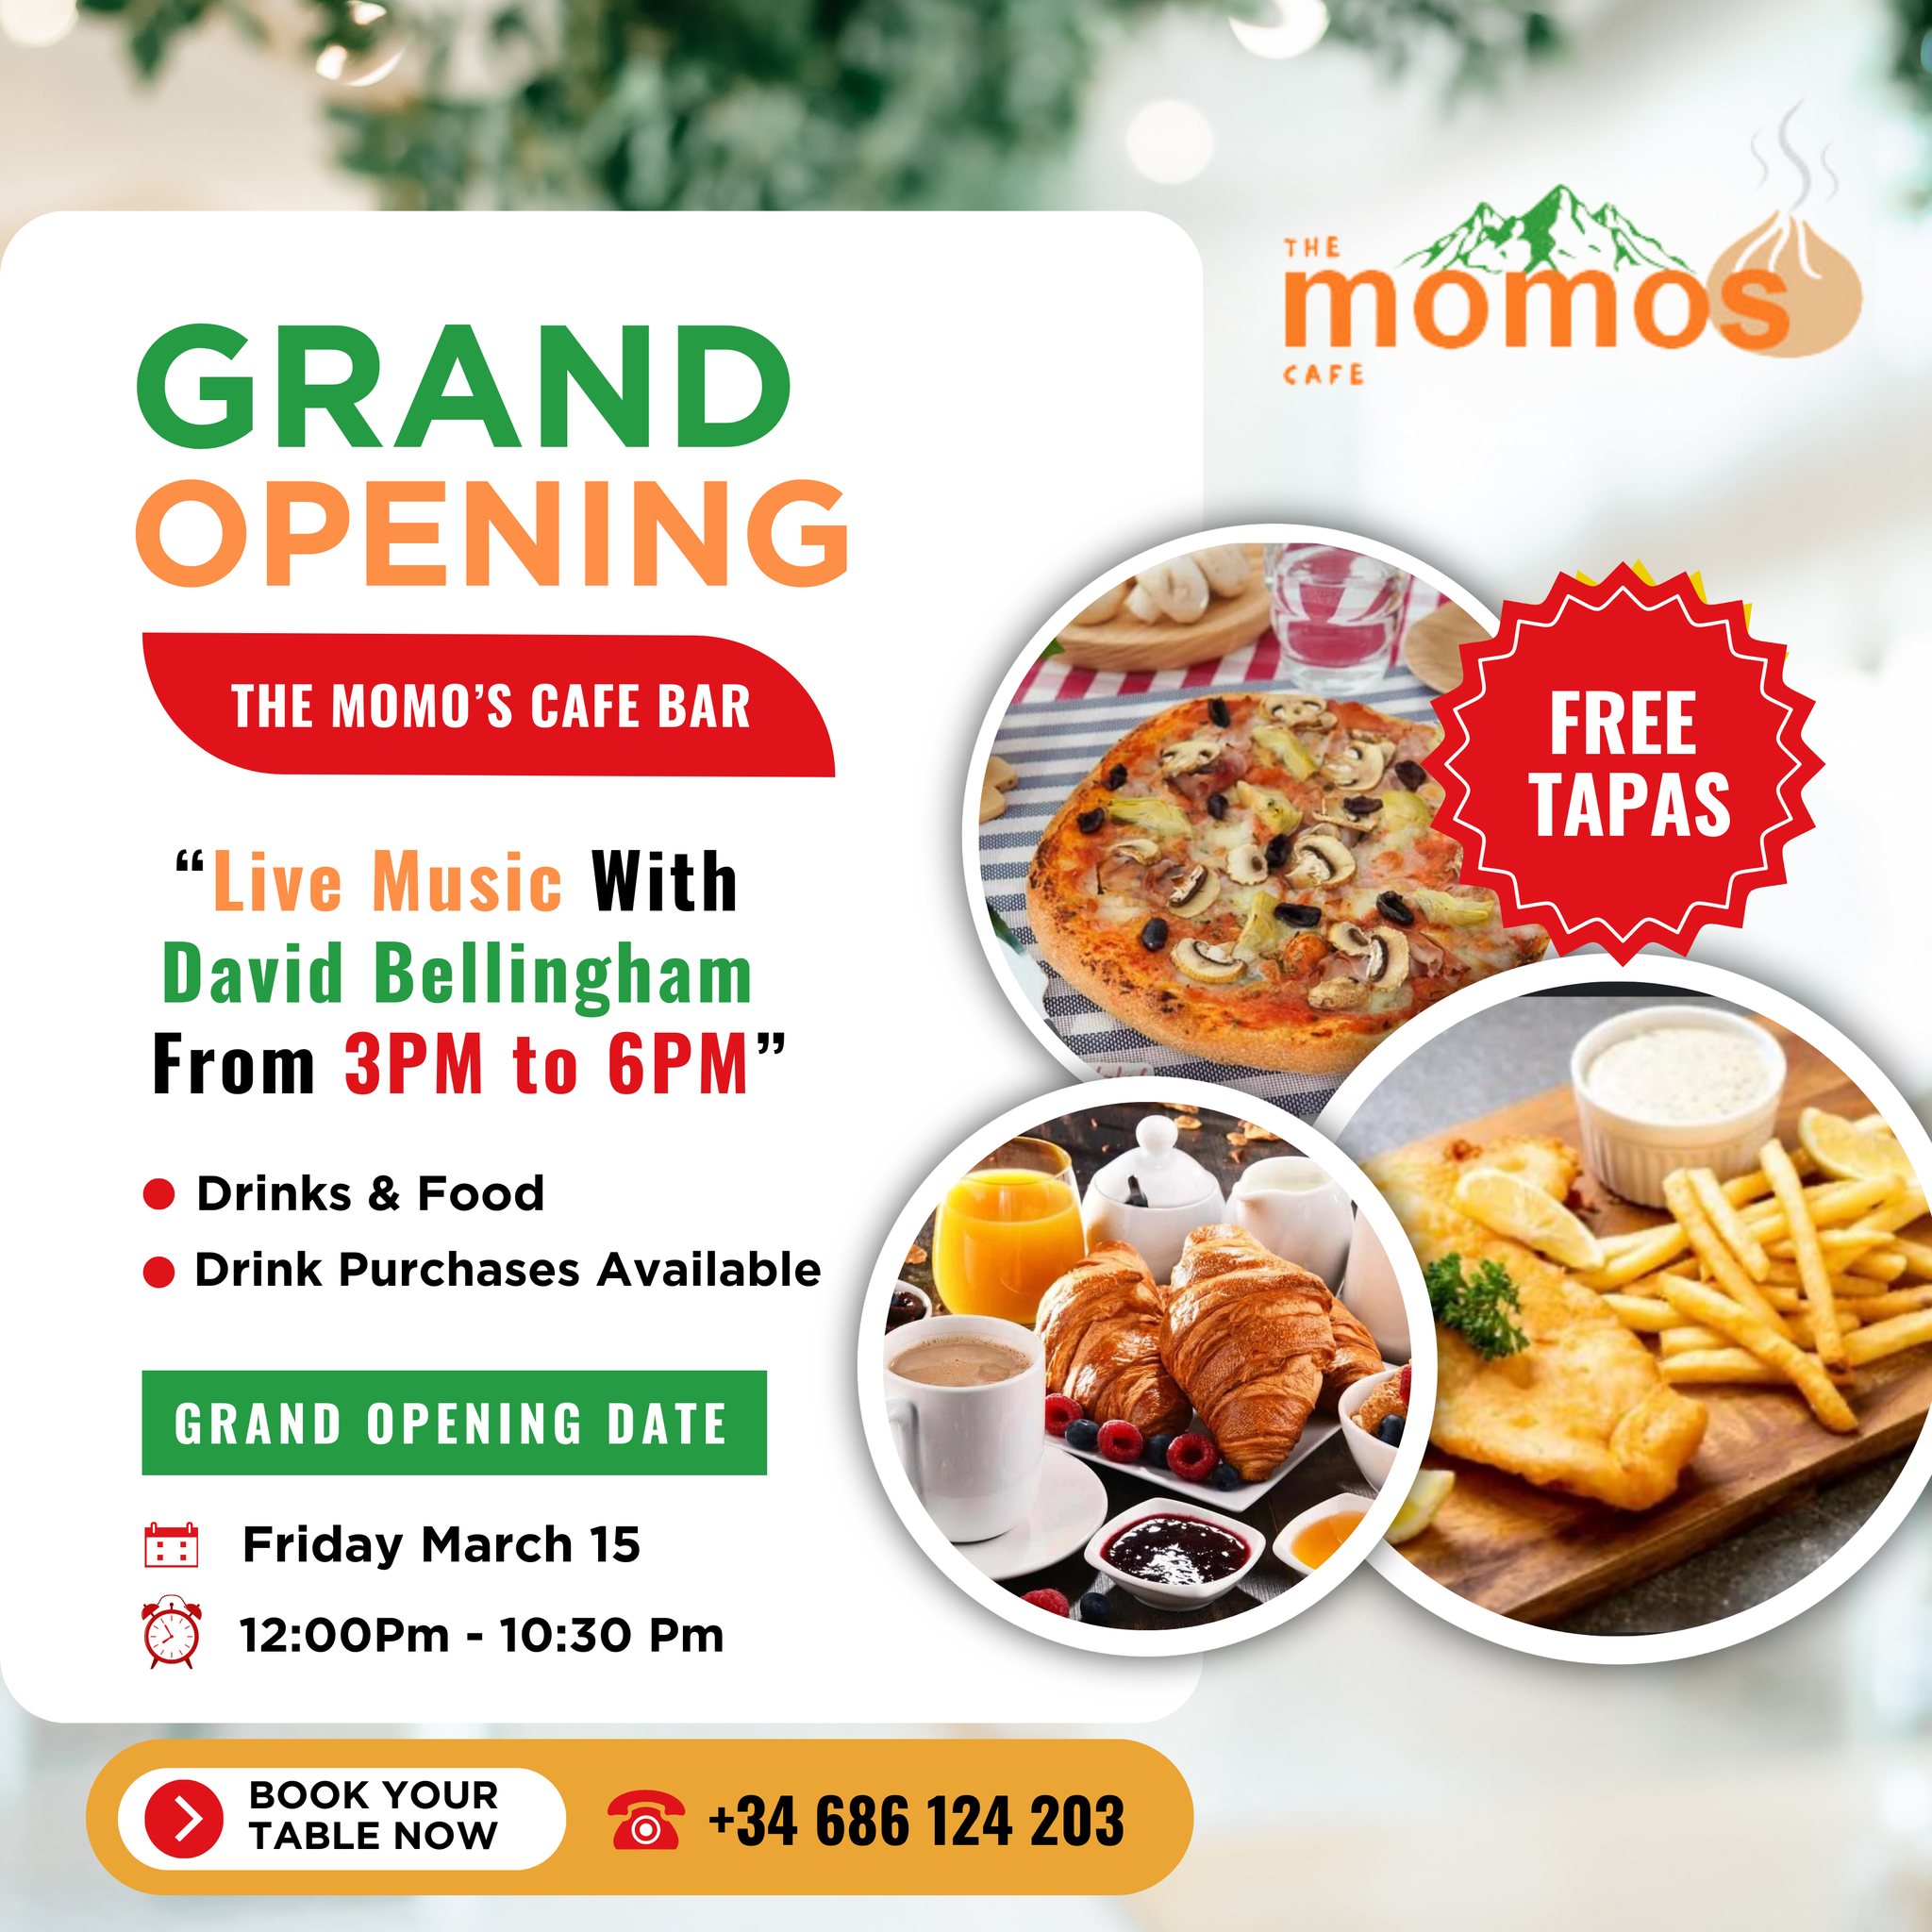 THE
momos
CAFE
GRAND
OPENING
THE MOMO’S CAFE BAR
“Live Music With
David Bellingham
From 3PM to 6PM”
Drinks & Food
Drink Purchases Available
FREE
TAPAS
GRAND OPENING DATE
Friday March 15
12:00Pm - 10:30 Pm
BOOK YOUR
TABLE NOW
+34 686 124 203